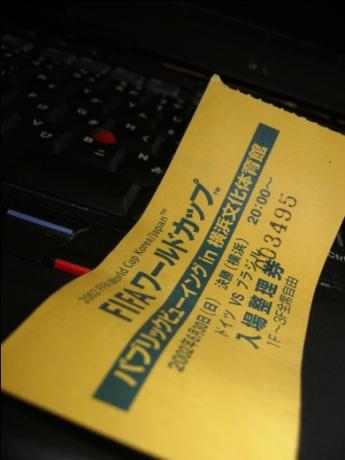 2002 FIFA World Cup Korea/Japan™
FIFAワールドカップ™
パブリックビューイング in 横浜文化体育館
2002年6月30日(日) 決勝(横浜) 20:00～
ドイツ VS ブラジル
入場整理券
003495
1F～3F全席自由